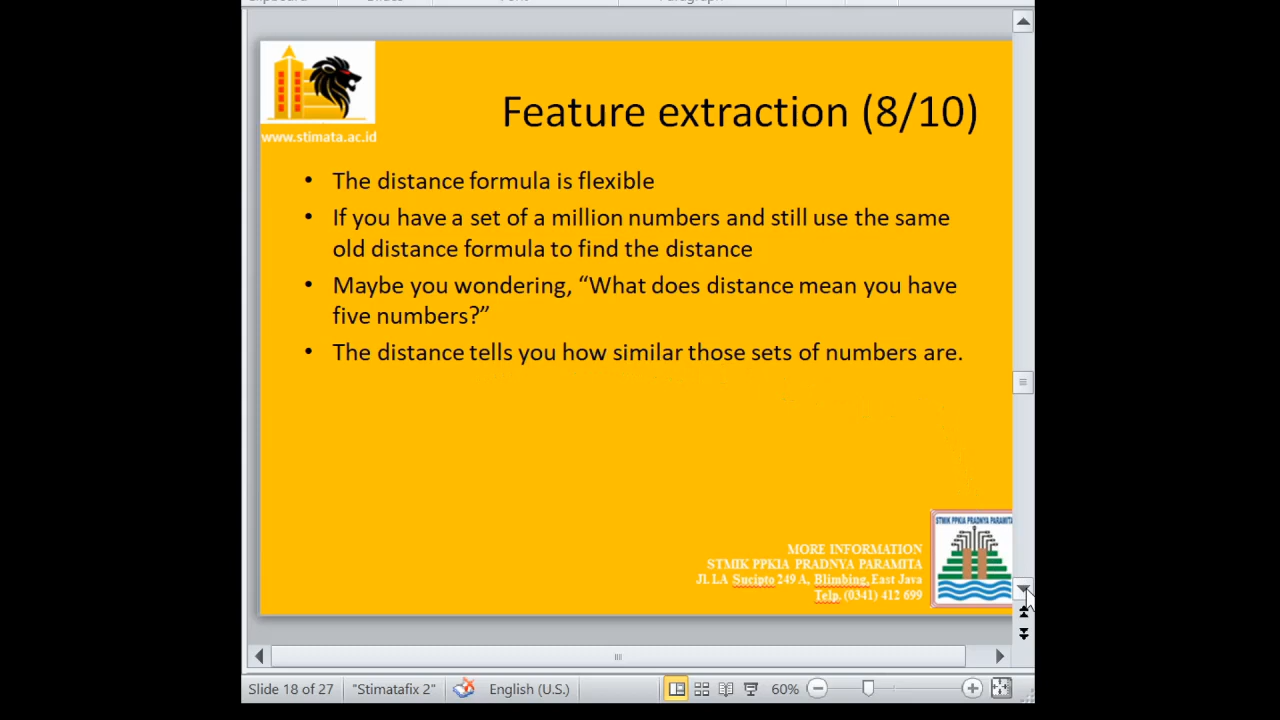 www.stimata.ac.id
Feature extraction (8/10)
• The distance formula is flexible
• If you have a set of a million numbers and still use the same
old distance formula to find the distance
• Maybe you wondering, “What does distance mean you have
five numbers?”
• The distance tells you how similar those sets of numbers are.
STMIK PPKIA PRADNYA PARAMITA
MORE INFORMATION
STMIK PPKIA PRADNYA PARAMITA
Jl. LA Sucipto 249 A, Blimbing, East Java
Telp. (0341) 412 699
Slide 18 of 27
"Stimatafix 2"
English (U.S.)
60%